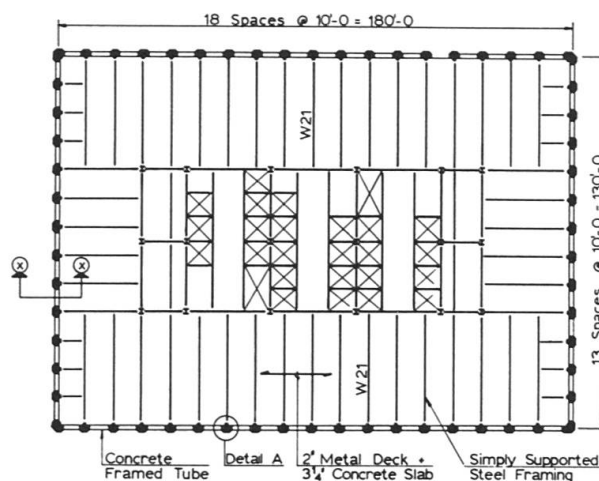 18 Spaces @ 10'-0 = 180'-0
W21
13 Spaces @ 10'-0 = 130'-0
X X
W21
Concrete
Framed Tube
Detail A
2" Metal Deck +
3¼" Concrete Slab
Simply Supported
Steel Framing